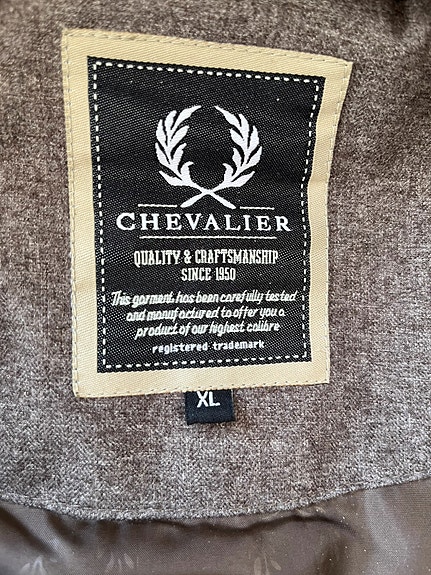 CHEVALIER
QUALITY & CRAFTSMANSHIP
SINCE 1950
This garment has been carefully tested
and manufactured to offer you a
product of our highest calibre
registered trademark
XL